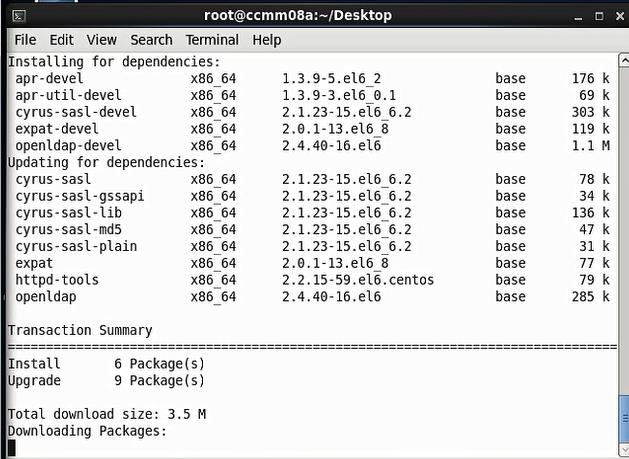 root@ccmm08a:~/Desktop
File Edit View Search Terminal Help
Installing for dependencies:
apr-devel x86_64 1.3.9-5.el6_2 base 176 k
apr-util-devel x86_64 1.3.9-3.el6_0.1 base 69 k
cyrus-sasl-devel x86_64 2.1.23-15.el6_6.2 base 303 k
expat-devel x86_64 2.0.1-13.el6_8 base 119 k
openldap-devel x86_64 2.4.40-16.el6 base 1.1 M
Updating for dependencies:
cyrus-sasl x86_64 2.1.23-15.el6_6.2 base 78 k
cyrus-sasl-gssapi x86_64 2.1.23-15.el6_6.2 base 34 k
cyrus-sasl-lib x86_64 2.1.23-15.el6_6.2 base 136 k
cyrus-sasl-md5 x86_64 2.1.23-15.el6_6.2 base 47 k
cyrus-sasl-plain x86_64 2.1.23-15.el6_6.2 base 31 k
expat x86_64 2.0.1-13.el6_8 base 77 k
httpd-tools x86_64 2.2.15-59.el6.centos base 79 k
openldap x86_64 2.4.40-16.el6 base 285 k
Transaction Summary
================================================================================
Install 6 Package(s)
Upgrade 9 Package(s)
Total download size: 3.5 M
Downloading Packages: